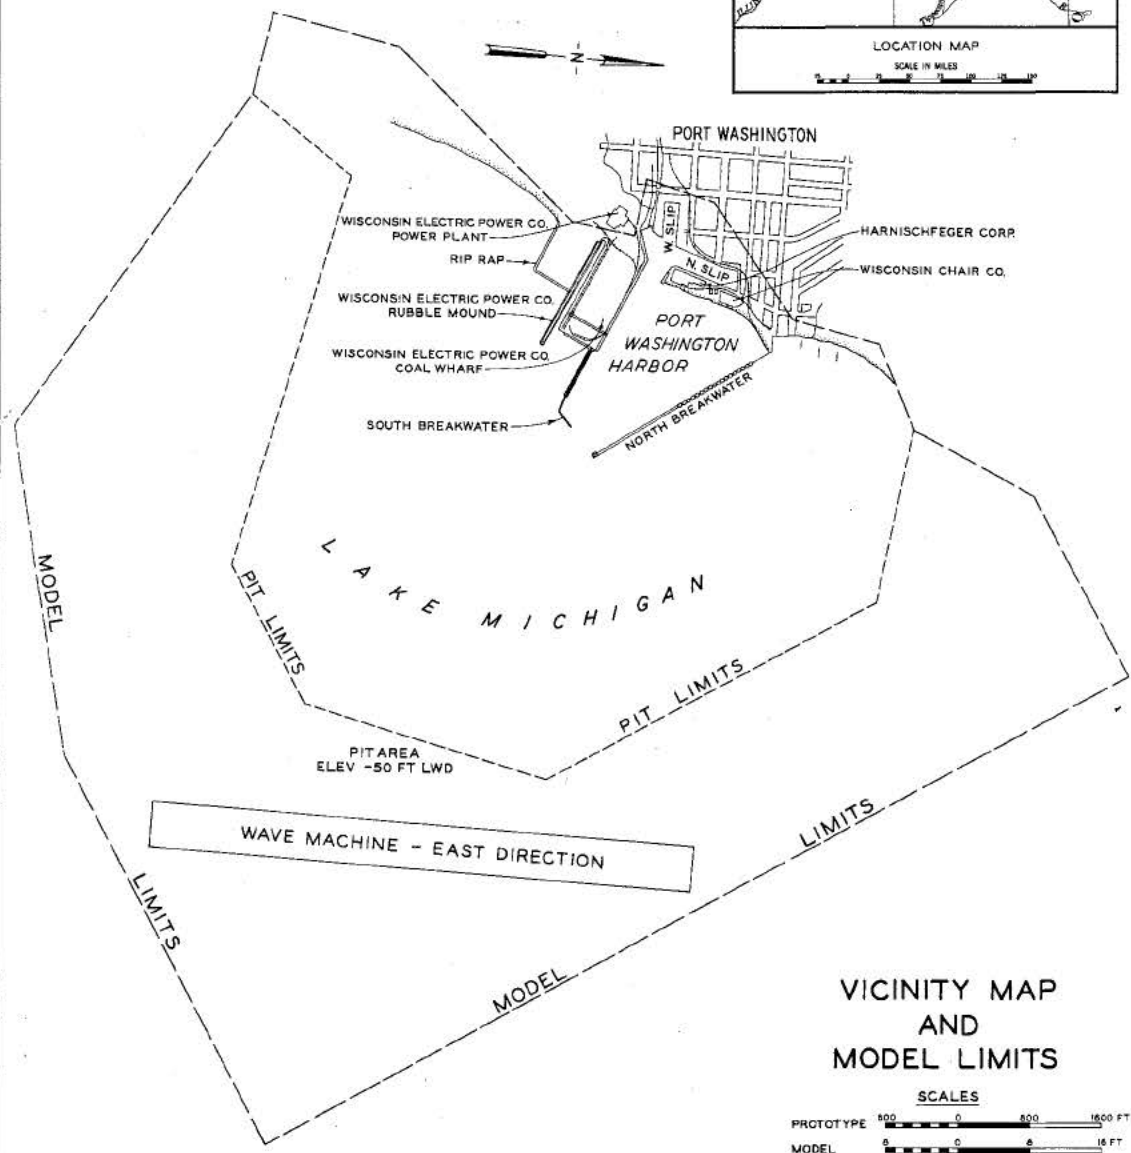 LOCATION MAP
SCALE IN MILES
N
PORT WASHINGTON
WISCONSIN ELECTRIC POWER CO.
POWER PLANT
W. SLIP
HARNISCHFEGER CORP.
RIP RAP
N. SLIP
WISCONSIN CHAIR CO.
WISCONSIN ELECTRIC POWER CO.
RUBBLE MOUND
PORT
WASHINGTON
HARBOR
WISCONSIN ELECTRIC POWER CO.
COAL WHARF
SOUTH BREAKWATER
NORTH BREAKWATER
LAKE MICHIGAN
MODEL
PIT LIMITS
PIT LIMITS
PIT AREA
ELEV -50 FT LWD
WAVE MACHINE - EAST DIRECTION
LIMITS
LIMITS
MODEL
VICINITY MAP
AND
MODEL LIMITS
SCALES
PROTOTYPE 800 0 800 1600 FT
MODEL 8 0 8 16 FT